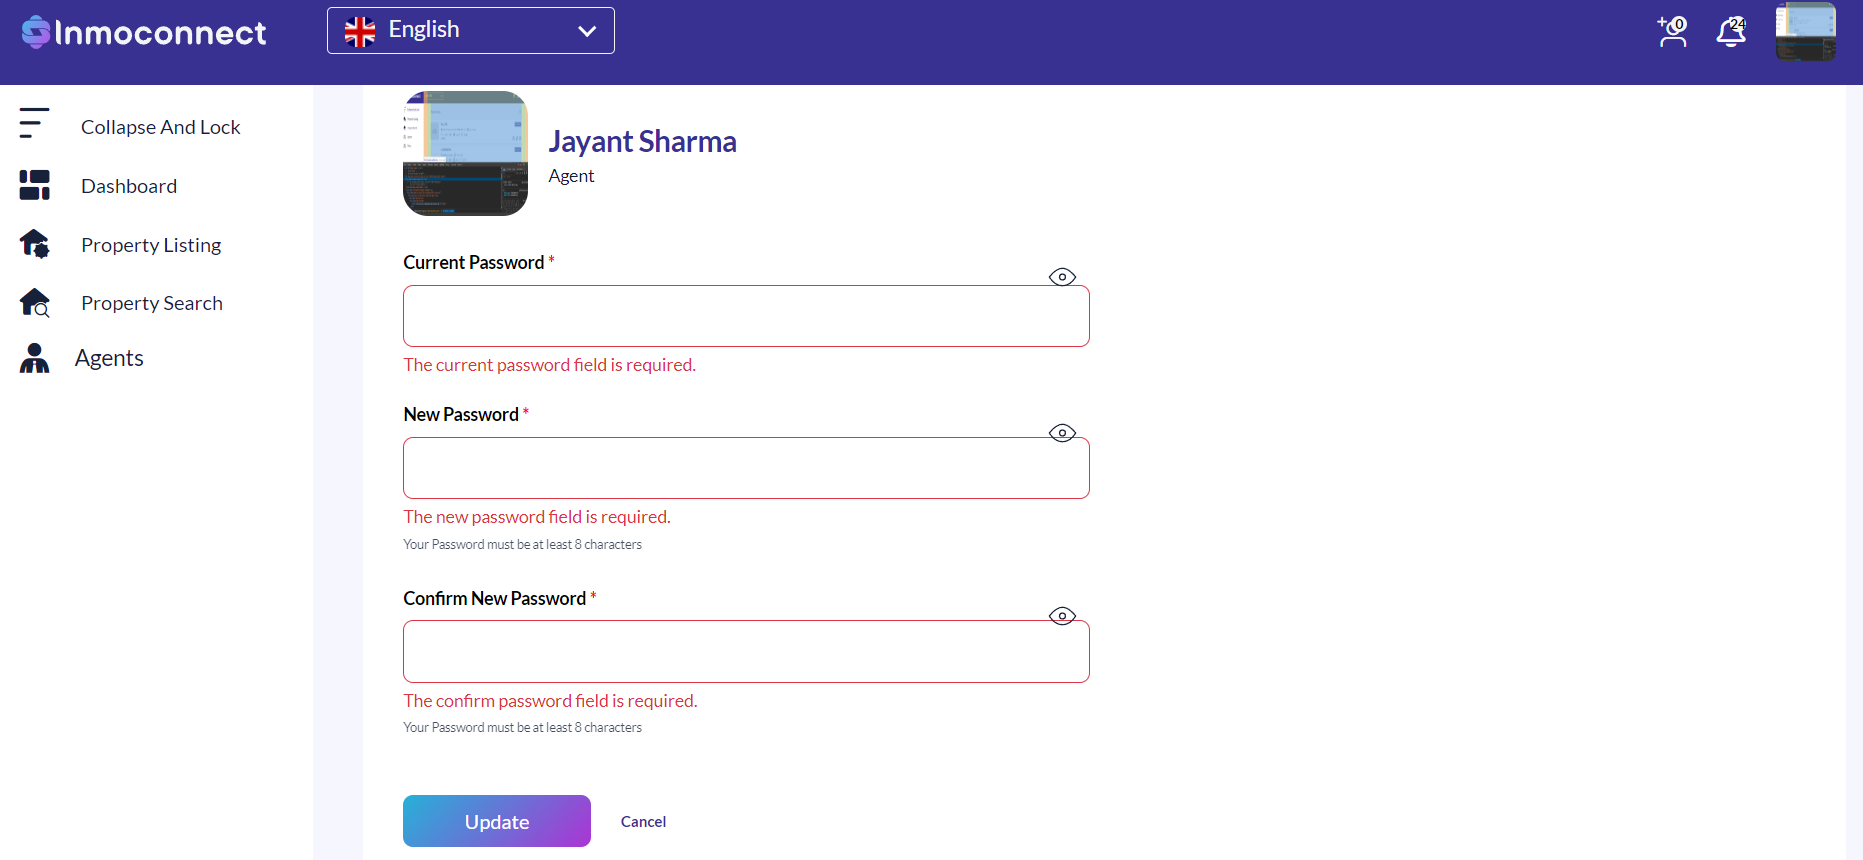 Inmoconnect
English
0
24
Collapse And Lock
Dashboard
Property Listing
Property Search
Agents
Jayant Sharma
Agent
Current Password *
The current password field is required.
New Password *
The new password field is required.
Your Password must be at least 8 characters
Confirm New Password *
The confirm password field is required.
Your Password must be at least 8 characters
Update
Cancel